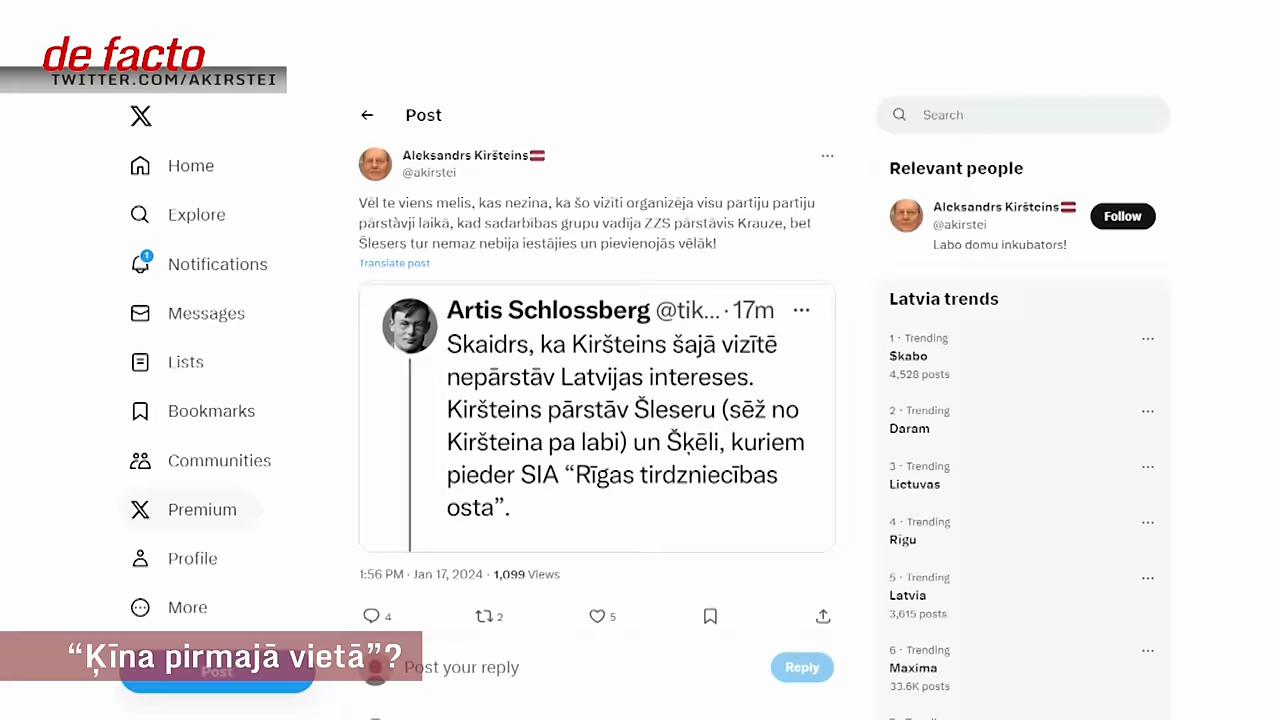 de facto
TWITTER.COM/AKIRSTEI
Home
Explore
1
Notifications
Messages
Lists
Bookmarks
Communities
Premium
Profile
More
Post
Post
Aleksandrs Kiršteins
@akirstei
Vēl te viens melis, kas nezina, ka šo vizīti organizēja visu partiju partiju
pārstāvji laikā, kad sadarbības grupu vadīja ZZS pārstāvis Krauze, bet
Šlesers tur nemaz nebija iestājies un pievienojās vēlāk!
Translate post
Artis Schlossberg @tik... · 17m
Skaidrs, ka Kiršteins šajā vizītē
nepārstāv Latvijas intereses.
Kiršteins pārstāv Šleseru (sēž no
Kiršteina pa labi) un Šķēli, kuriem
pieder SIA “Rīgas tirdzniecības
osta”.
1:56 PM · Jan 17, 2024 · 1,099 Views
4 2 5
Post your reply
Reply
Search
Relevant people
Aleksandrs Kiršteins
@akirstei
Follow
Labo domu inkubators!
Latvia trends
1 · Trending
$kabo
4,528 posts
2 · Trending
Daram
3 · Trending
Lietuvas
4 · Trending
Rīgu
5 · Trending
Latvia
3,615 posts
6 · Trending
Maxima
33.6K posts
“Ķīna pirmajā vietā”?